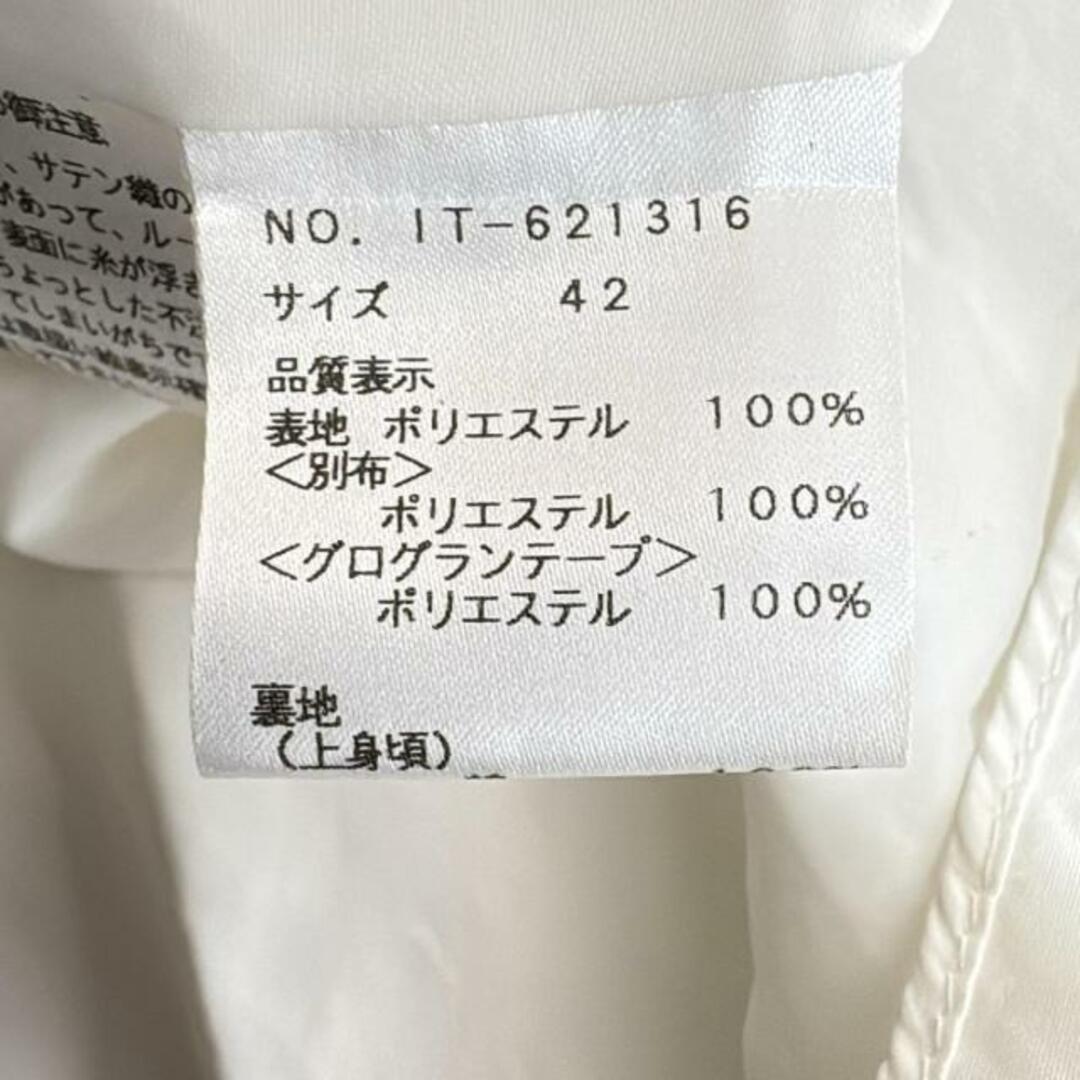 御注意
、サテン織の
があって、ルー
表面に糸が浮き
ちょっとした不注
てしまいがちで
NO. IT-621316
サイズ 42
品質表示
表地 ポリエステル 100%
<別布>
ポリエステル 100%
<グログランテープ>
ポリエステル 100%
裏地
(上身頃)